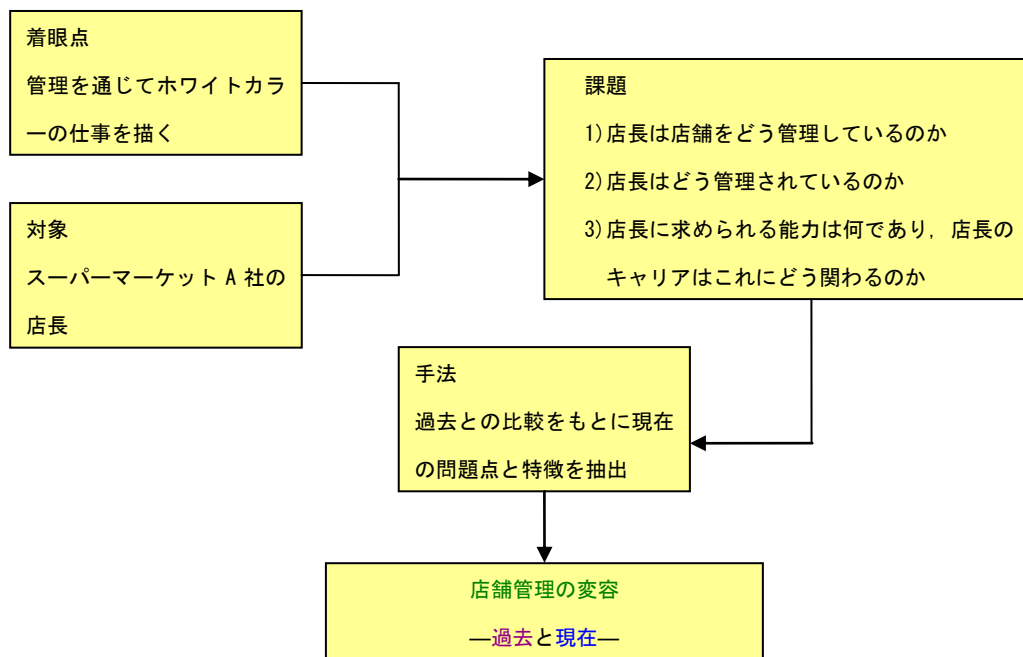 着眼点
管理を通じてホワイトカラ
ーの仕事を描く
対象
スーパーマーケット A 社の
店長
課題
1)店長は店舗をどう管理しているのか
2)店長はどう管理されているのか
3)店長に求められる能力は何であり，店長の
キャリアはこれにどう関わるのか
手法
過去との比較をもとに現在
の問題点と特徴を抽出
店舗管理の変容
―過去と現在―